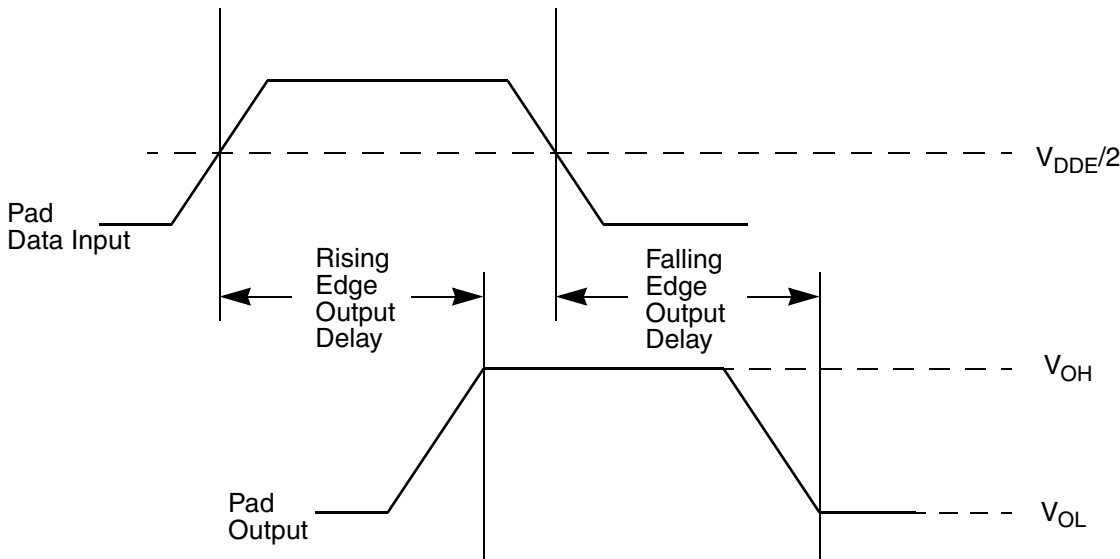 V_DDE/2
Pad
Data Input
Rising
Edge
Output
Delay
Falling
Edge
Output
Delay
V_OH
Pad
Output
V_OL